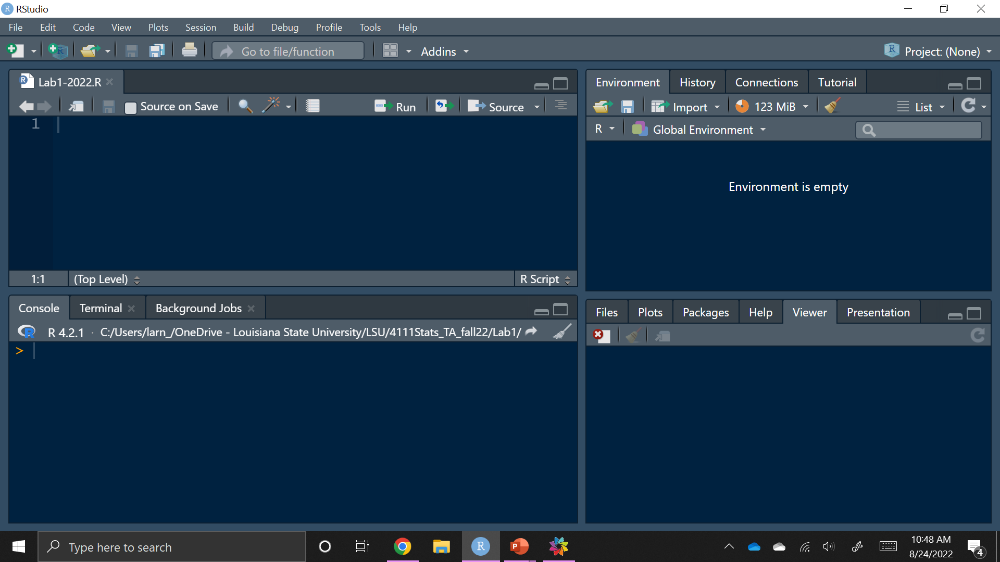 RStudio
File Edit Code View Plots Session Build Debug Profile Tools Help
Go to file/function Addins R Project: (None)
Lab1-2022.R
Source on Save Run Source
1
1:1 (Top Level) R Script
Console Terminal Background Jobs
R 4.2.1 · C:/Users/larn_/OneDrive - Louisiana State University/LSU/4111Stats_TA_fall22/Lab1/
>
Environment History Connections Tutorial
Import 123 MiB List
R Global Environment
Environment is empty
Files Plots Packages Help Viewer Presentation
Type here to search
R
P
10:48 AM
8/24/2022
4